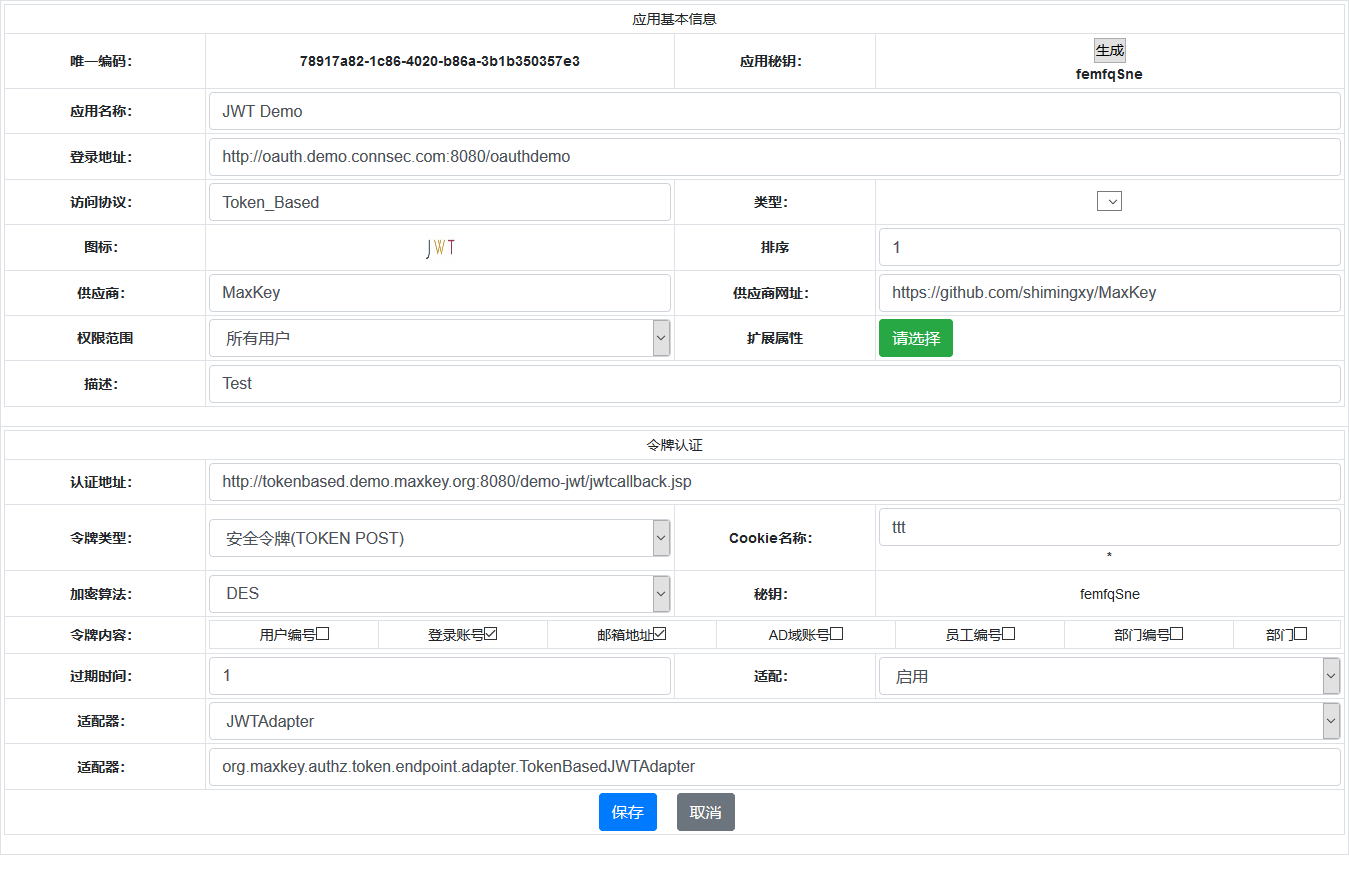 应用基本信息
唯一编码: 78917a82-1c86-4020-b86a-3b1b350357e3 应用秘钥: 生成
femfqSne
应用名称: JWT Demo
登录地址: http://oauth.demo.connsec.com:8080/oauthdemo
访问协议: Token_Based 类型:
图标: JWT 排序 1
供应商: MaxKey 供应商网址: https://github.com/shimingxy/MaxKey
权限范围 所有用户 扩展属性 请选择
描述: Test
令牌认证
认证地址: http://tokenbased.demo.maxkey.org:8080/demo-jwt/jwtcallback.jsp
令牌类型: 安全令牌(TOKEN POST) Cookie名称: ttt
*
加密算法: DES 秘钥: femfqSne
令牌内容: 用户编号 登录账号 邮箱地址 AD域账号 员工编号 部门编号 部门
过期时间: 1 适配: 启用
适配器: JWTAdapter
适配器: org.maxkey.authz.token.endpoint.adapter.TokenBasedJWTAdapter
保存 取消